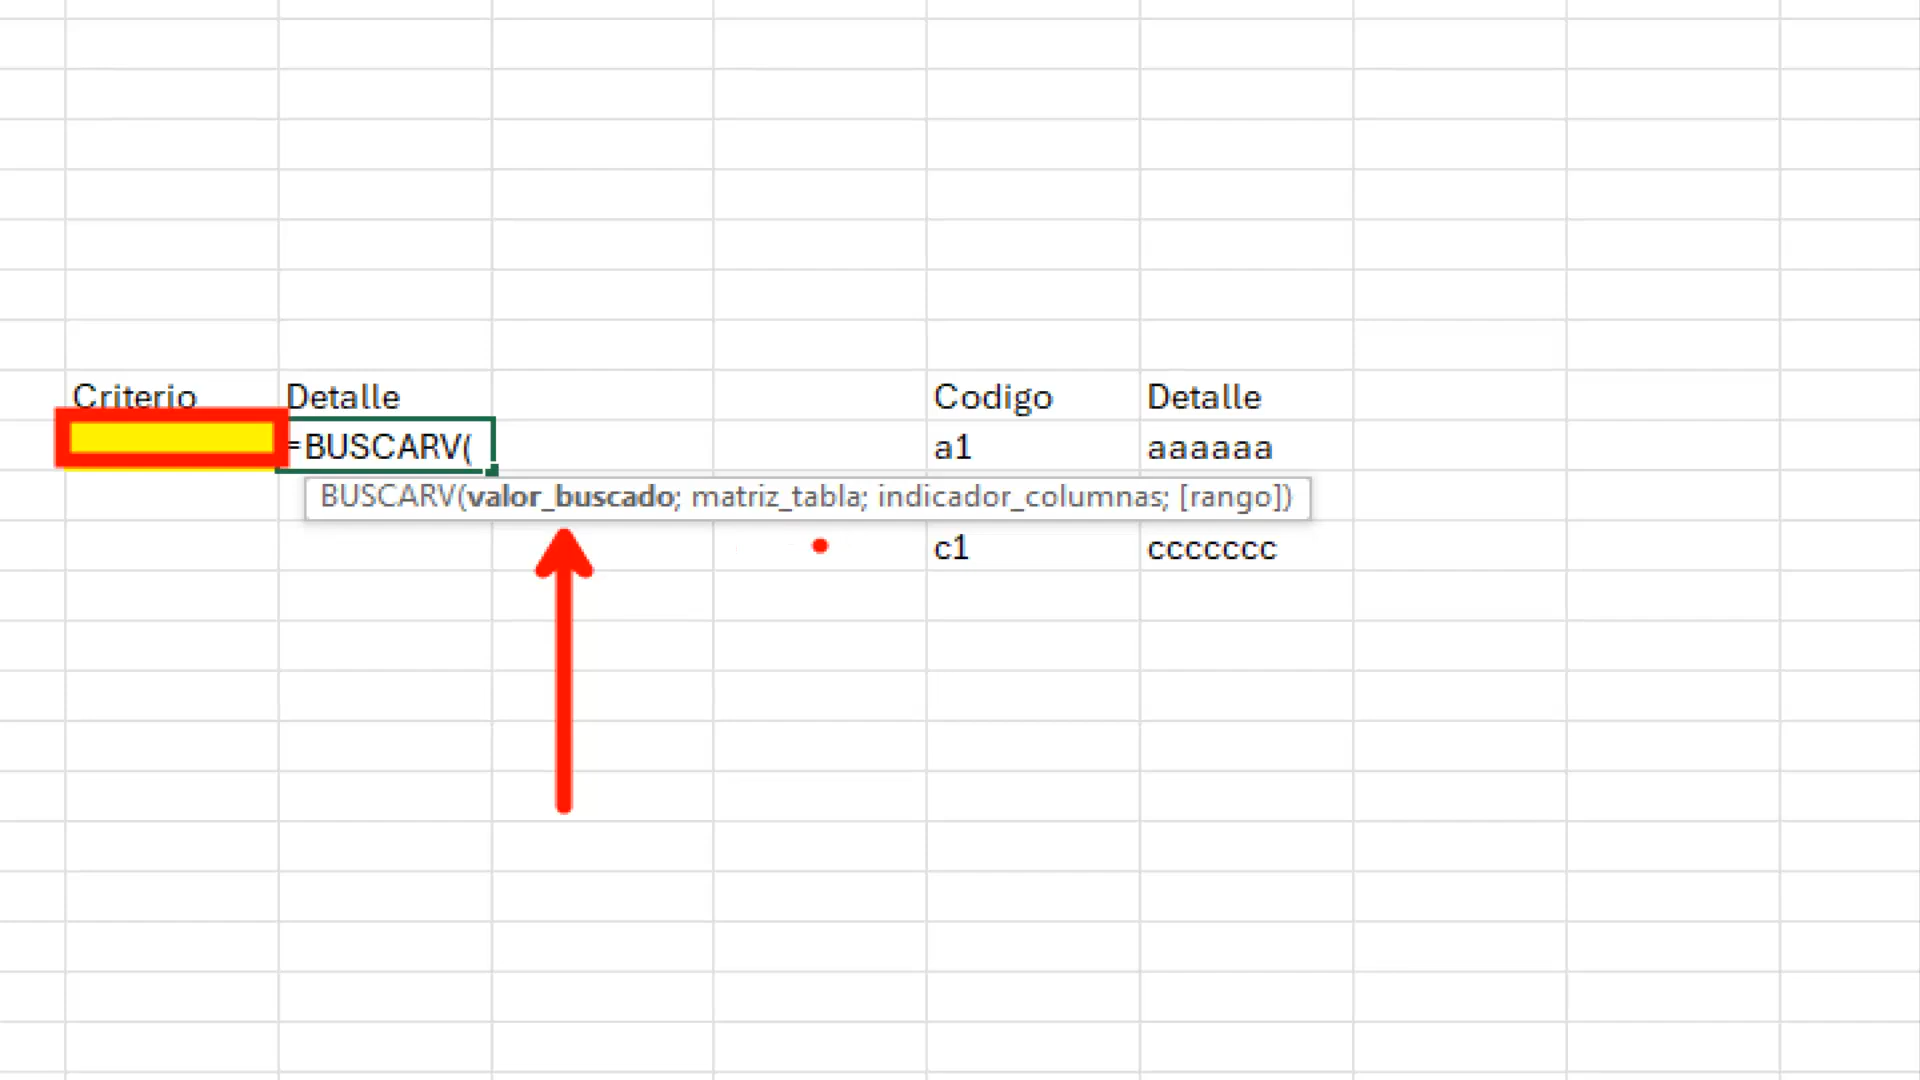 Criterio Detalle Codigo Detalle
=BUSCARV( a1 aaaaaa
BUSCARV(valor_buscado; matriz_tabla; indicador_columnas; [rango])
c1 ccccccc